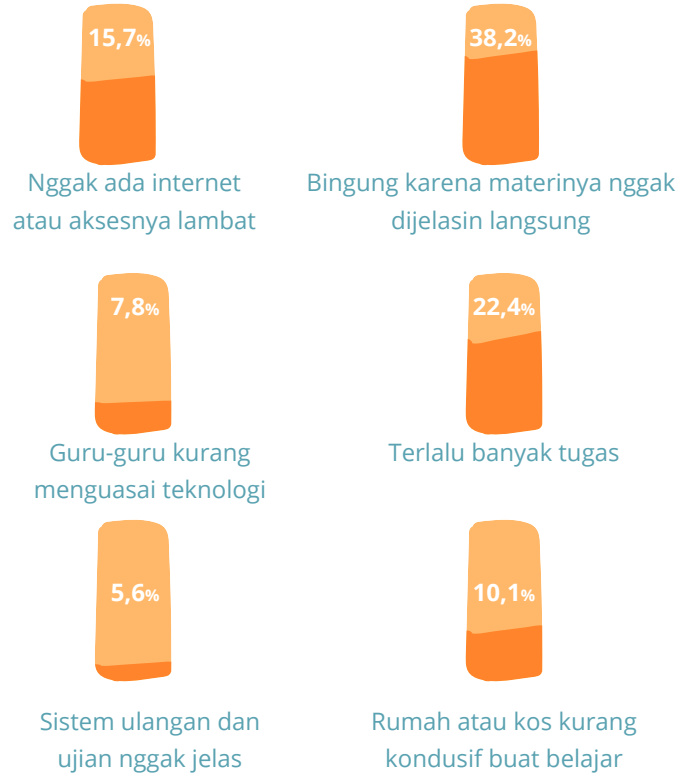 15,7%
Nggak ada internet
atau aksesnya lambat
38,2%
Bingung karena materinya nggak
dijelasin langsung
7,8%
Guru-guru kurang
menguasai teknologi
22,4%
Terlalu banyak tugas
5,6%
Sistem ulangan dan
ujian nggak jelas
10,1%
Rumah atau kos kurang
kondusif buat belajar